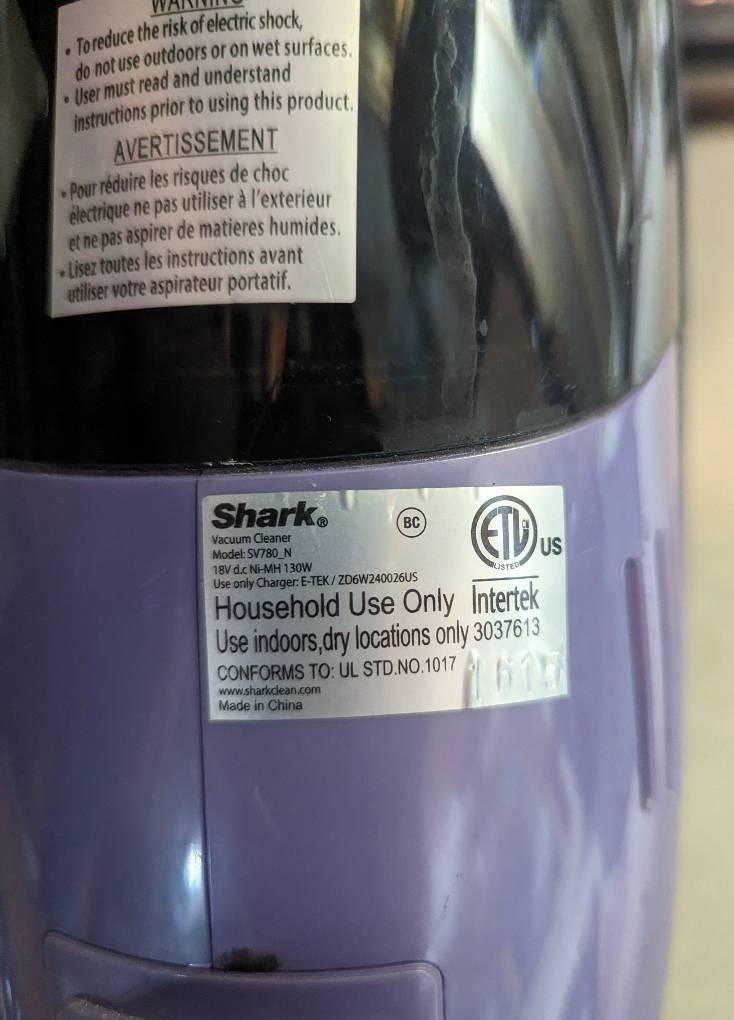 WARNING
• To reduce the risk of electric shock,
do not use outdoors or on wet surfaces.
• User must read and understand
instructions prior to using this product.
AVERTISSEMENT
• Pour réduire les risques de choc
électrique ne pas utiliser à l'exterieur
et ne pas aspirer de matieres humides.
• Lisez toutes les instructions avant
utiliser votre aspirateur portatif.
Shark®
BC
Vacuum Cleaner
Model: SV780_N
18V d.c Ni-MH 130W
Use only Charger: E-TEK / ZD6W240026US
Household Use Only
Use indoors,dry locations only
CONFORMS TO: UL STD.NO.1017
www.sharkclean.com
Made in China
ETL CM
LISTED
US
Intertek
3037613